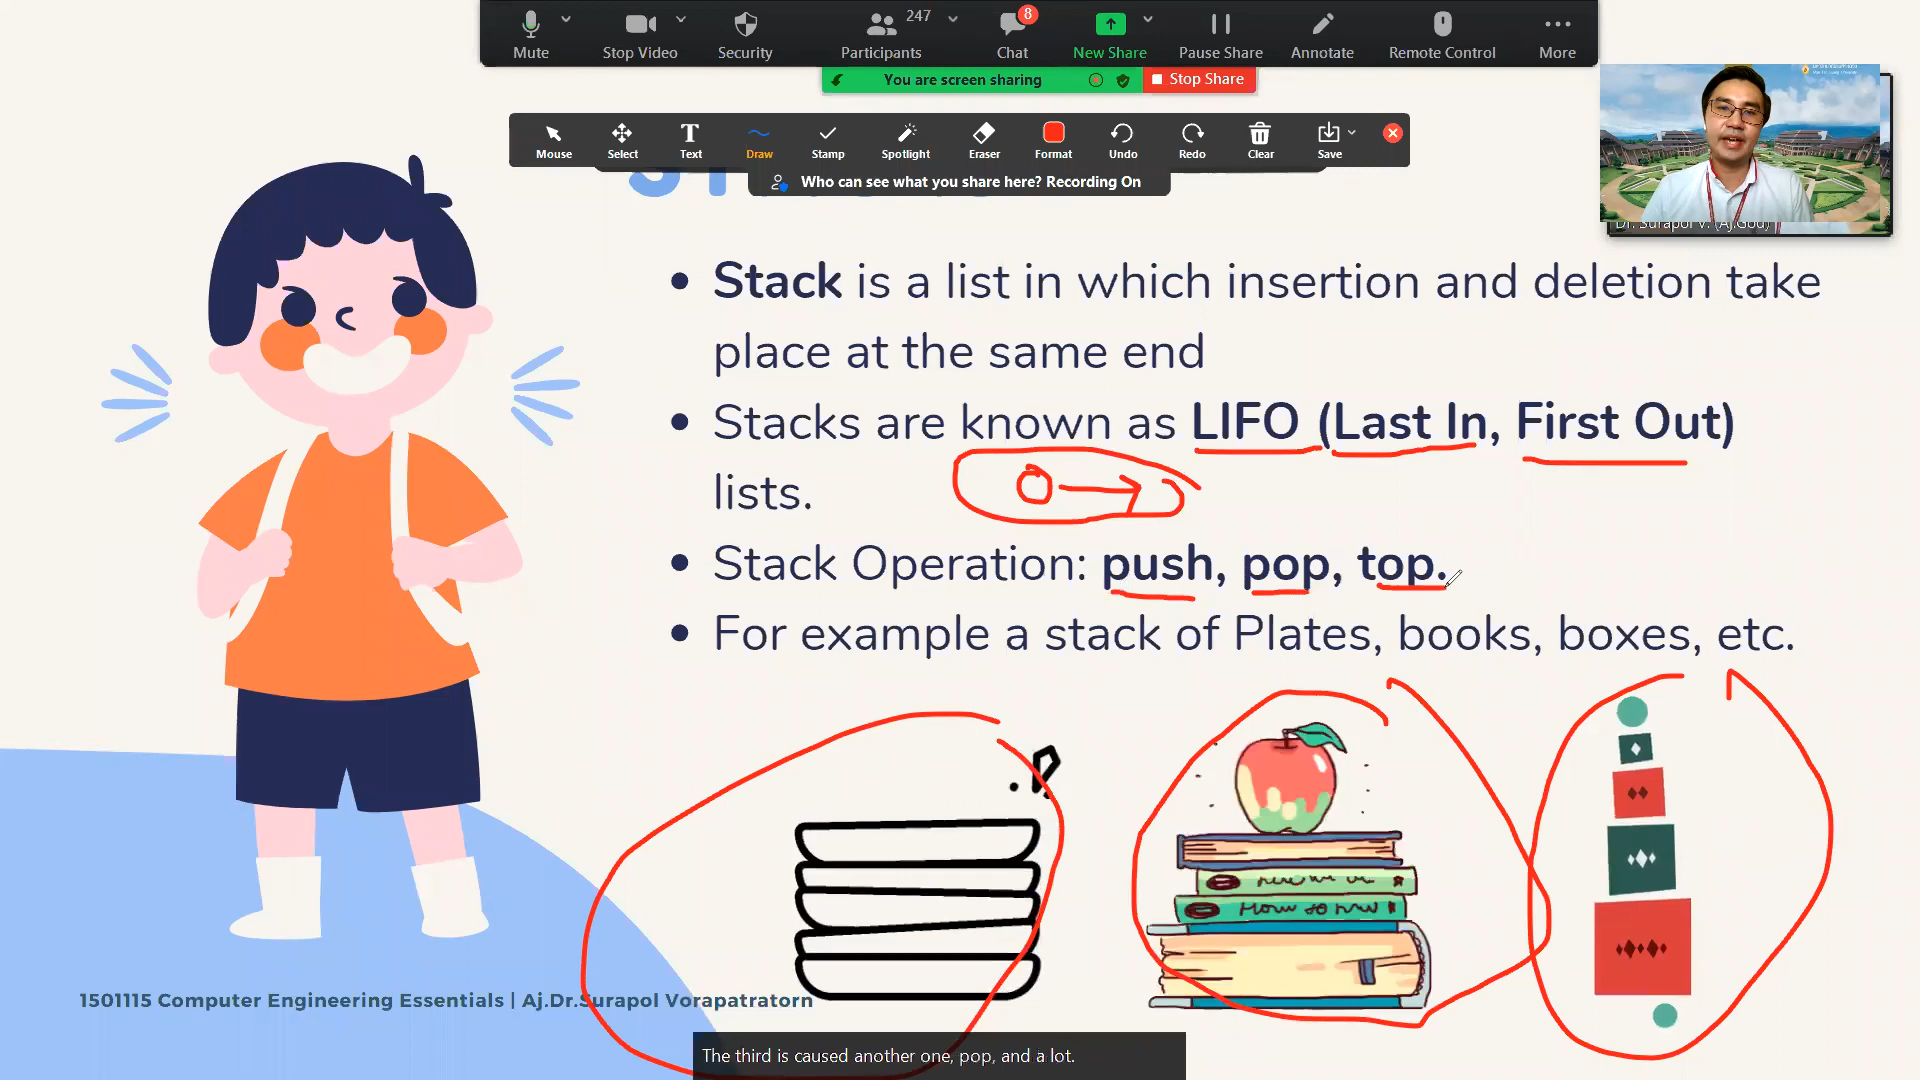 247
8
Mute
Stop Video
Security
Participants
Chat
New Share
Pause Share
Annotate
Remote Control
More
You are screen sharing
Stop Share
Mouse
Select
Text
Draw
Stamp
Spotlight
Eraser
Format
Undo
Redo
Clear
Save
Who can see what you share here? Recording On
Dr. Surapol V. (Aj.God)
Stack is a list in which insertion and deletion take
place at the same end
Stacks are known as LIFO (Last In, First Out)
lists.
Stack Operation: push, pop, top.
For example a stack of Plates, books, boxes, etc.
1501115 Computer Engineering Essentials | Aj.Dr.Surapol Vorapatratorn
The third is caused another one, pop, and a lot.